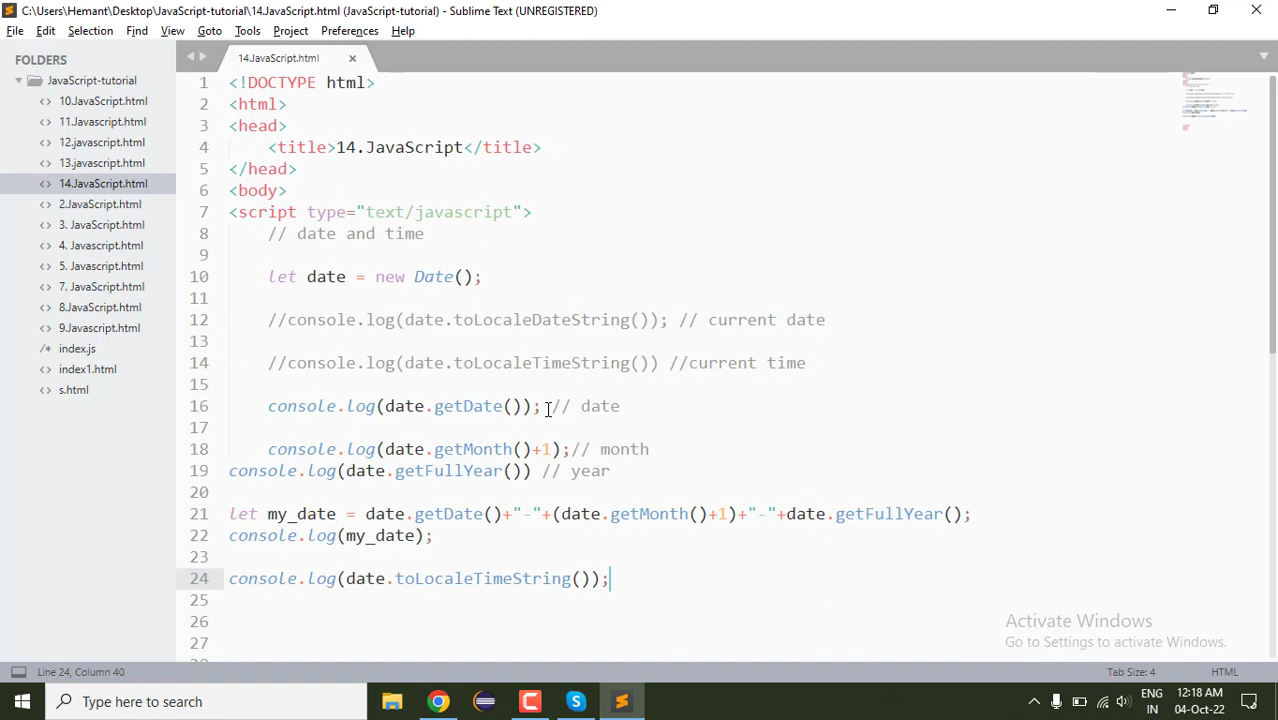 C:\Users\Hemant\Desktop\JavaScript-tutorial\14.JavaScript.html (JavaScript-tutorial) - Sublime Text (UNREGISTERED)
File Edit Selection Find View Goto Tools Project Preferences Help
FOLDERS
JavaScript-tutorial
10.JavaScript.html
11.Javascript.html
12.javascript.html
13.javascript.html
14.JavaScript.html
2.JavaScript.html
3. JavaScript.html
4. Javascript.html
5. Javascript.html
7. JavaScript.html
8.JavaScript.html
9.Javascript.html
index.js
index1.html
s.html
14.JavaScript.html
1 <!DOCTYPE html>
2 <html>
3 <head>
4 <title>14.JavaScript</title>
5 </head>
6 <body>
7 <script type="text/javascript">
8 // date and time
9
10 let date = new Date();
11
12 //console.log(date.toLocaleDateString()); // current date
13
14 //console.log(date.toLocaleTimeString()) //current time
15
16 console.log(date.getDate()); // date
17
18 console.log(date.getMonth()+1);// month
19 console.log(date.getFullYear()) // year
20
21 let my_date = date.getDate()+"-"+(date.getMonth()+1)+"-"+date.getFullYear();
22 console.log(my_date);
23
24 console.log(date.toLocaleTimeString());
25
26
27
28
Activate Windows
Go to Settings to activate Windows.
Line 24, Column 40
Tab Size: 4
HTML
Type here to search
ENG
IN
12:18 AM
04-Oct-22